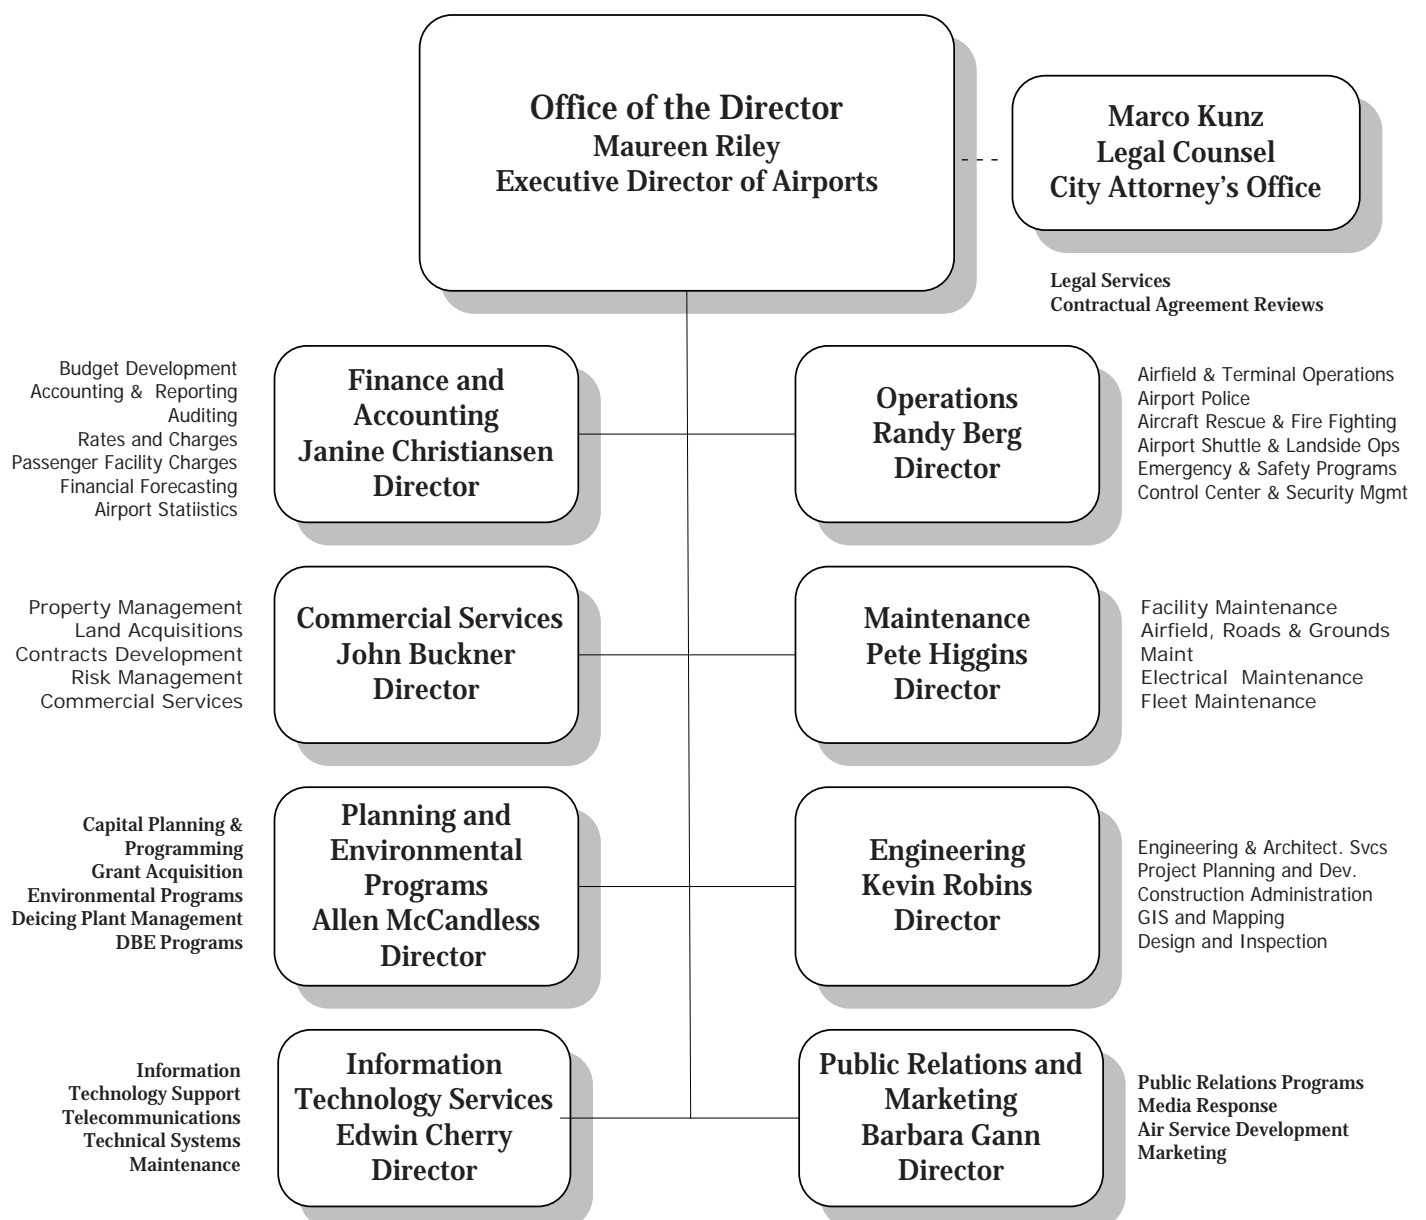 Office of the Director
Maureen Riley
Executive Director of Airports
Marco Kunz
Legal Counsel
City Attorney’s Office
Legal Services
Contractual Agreement Reviews
Budget Development
Accounting &  Reporting
Auditing
Rates and Charges
Passenger Facility Charges
Financial Forecasting
Airport Statiistics
Finance and
Accounting
Janine Christiansen
Director
Operations
Randy Berg
Director
Airfield & Terminal Operations
Airport Police
Aircraft Rescue & Fire Fighting
Airport Shuttle & Landside Ops
Emergency & Safety Programs
Control Center & Security Mgmt
Property Management
Land Acquisitions
Contracts Development
Risk Management
Commercial Services
Commercial Services
John Buckner
Director
Maintenance
Pete Higgins
Director
Facility Maintenance
Airfield, Roads & Grounds
Maint
Electrical  Maintenance
Fleet Maintenance
Capital Planning &
Programming
Grant Acquisition
Environmental Programs
Deicing Plant Management
DBE Programs
Planning and
Environmental
Programs
Allen McCandless
Director
Engineering
Kevin Robins
Director
Engineering & Architect. Svcs
Project Planning and Dev.
Construction Administration
GIS and Mapping
Design and Inspection
Information
Technology Support
Telecommunications
Technical Systems
Maintenance
Information
Technology Services
Edwin Cherry
Director
Public Relations and
Marketing
Barbara Gann
Director
Public Relations Programs
Media Response
Air Service Development
Marketing